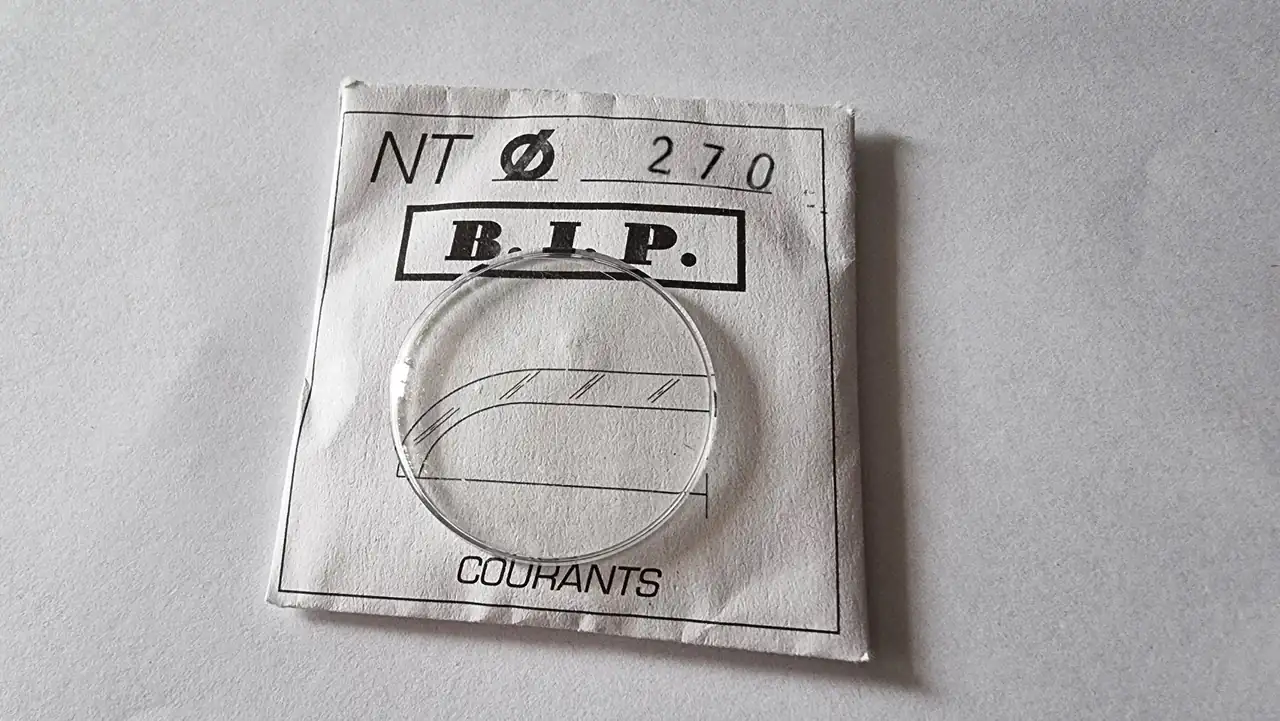 NT Ø 270
B.I.P.
COURANTS